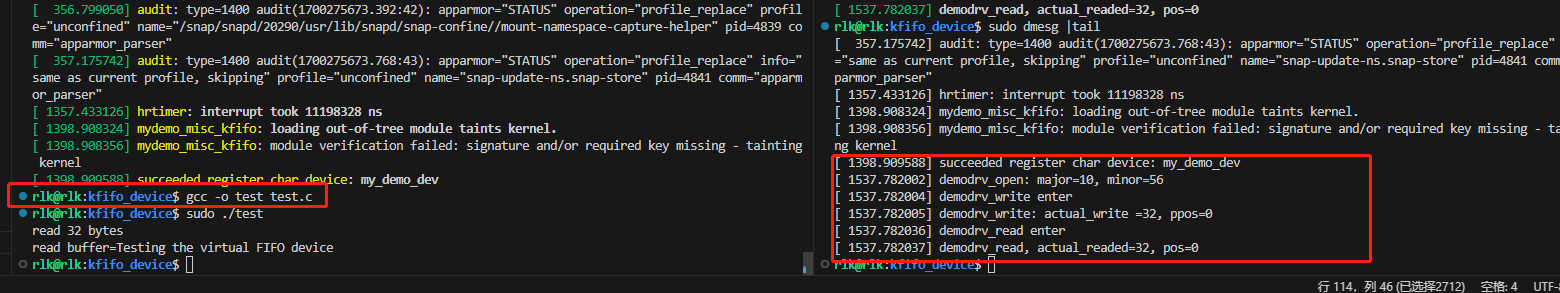 [  356.799050] audit: type=1400 audit(1700275673.392:42): apparmor="STATUS" operation="profile_replace" profil
e="unconfined" name="/snap/snapd/20290/usr/lib/snapd/snap-confine//mount-namespace-capture-helper" pid=4839 co
mm="apparmor_parser"
[  357.175742] audit: type=1400 audit(1700275673.768:43): apparmor="STATUS" operation="profile_replace" info="
same as current profile, skipping" profile="unconfined" name="snap-update-ns.snap-store" pid=4841 comm="apparm
or_parser"
[ 1357.433126] hrtimer: interrupt took 11198328 ns
[ 1398.908324] mydemo_misc_kfifo: loading out-of-tree module taints kernel.
[ 1398.908356] mydemo_misc_kfifo: module verification failed: signature and/or required key missing - tainting
 kernel
[ 1398.909588] succeeded register char device: my_demo_dev
rlk@rlk:kfifo_device$ gcc -o test test.c
rlk@rlk:kfifo_device$ sudo ./test
read 32 bytes
read buffer=Testing the virtual FIFO device
rlk@rlk:kfifo_device$
[ 1537.782037] demodrv_read, actual_readed=32, pos=0
rlk@rlk:kfifo_device$ sudo dmesg |tail
[  357.175742] audit: type=1400 audit(1700275673.768:43): apparmor="STATUS" operation="profile_replace"
="same as current profile, skipping" profile="unconfined" name="snap-update-ns.snap-store" pid=4841 comm="ap
parmor_parser"
[ 1357.433126] hrtimer: interrupt took 11198328 ns
[ 1398.908324] mydemo_misc_kfifo: loading out-of-tree module taints kernel.
[ 1398.908356] mydemo_misc_kfifo: module verification failed: signature and/or required key missing - tainti
ng kernel
[ 1398.909588] succeeded register char device: my_demo_dev
[ 1537.782002] demodrv_open: major=10, minor=56
[ 1537.782004] demodrv_write enter
[ 1537.782005] demodrv_write: actual_write =32, ppos=0
[ 1537.782036] demodrv_read enter
[ 1537.782037] demodrv_read, actual_readed=32, pos=0
rlk@rlk:kfifo_device$
行 114，列 46 (已选择2712) 空格: 4 UTF-8